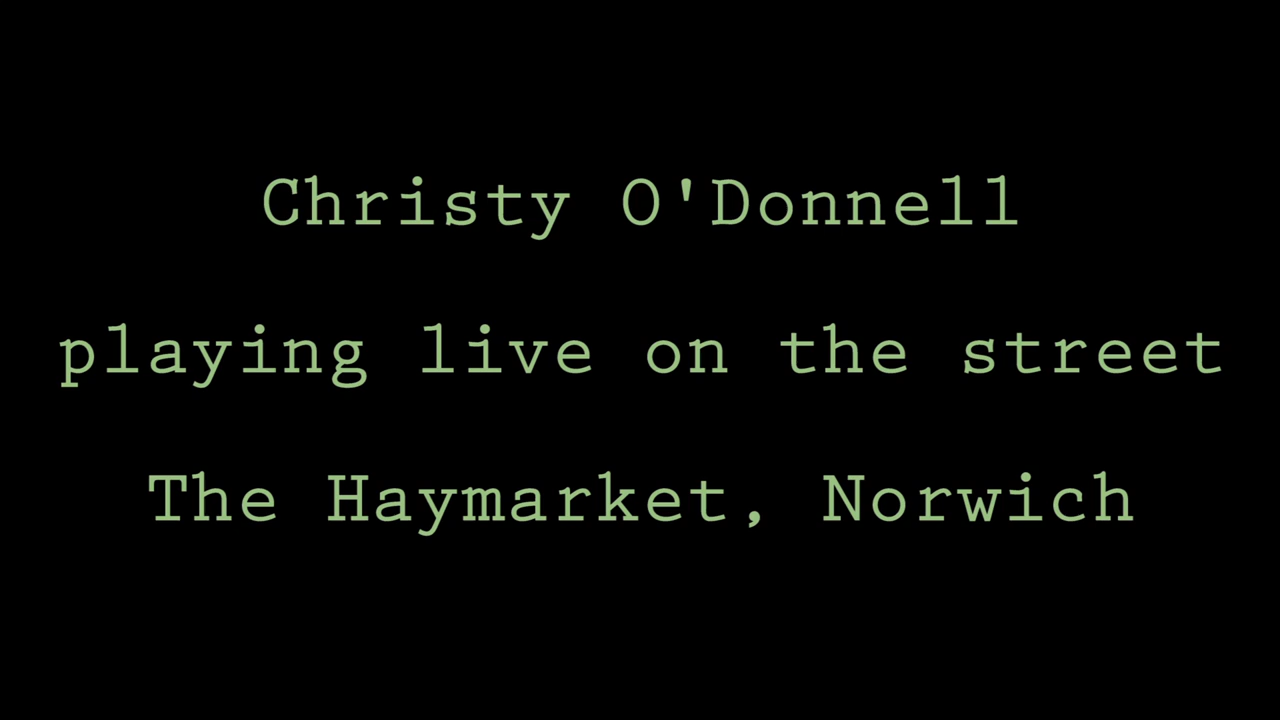 Christy O'Donnell
playing live on the street
The Haymarket, Norwich